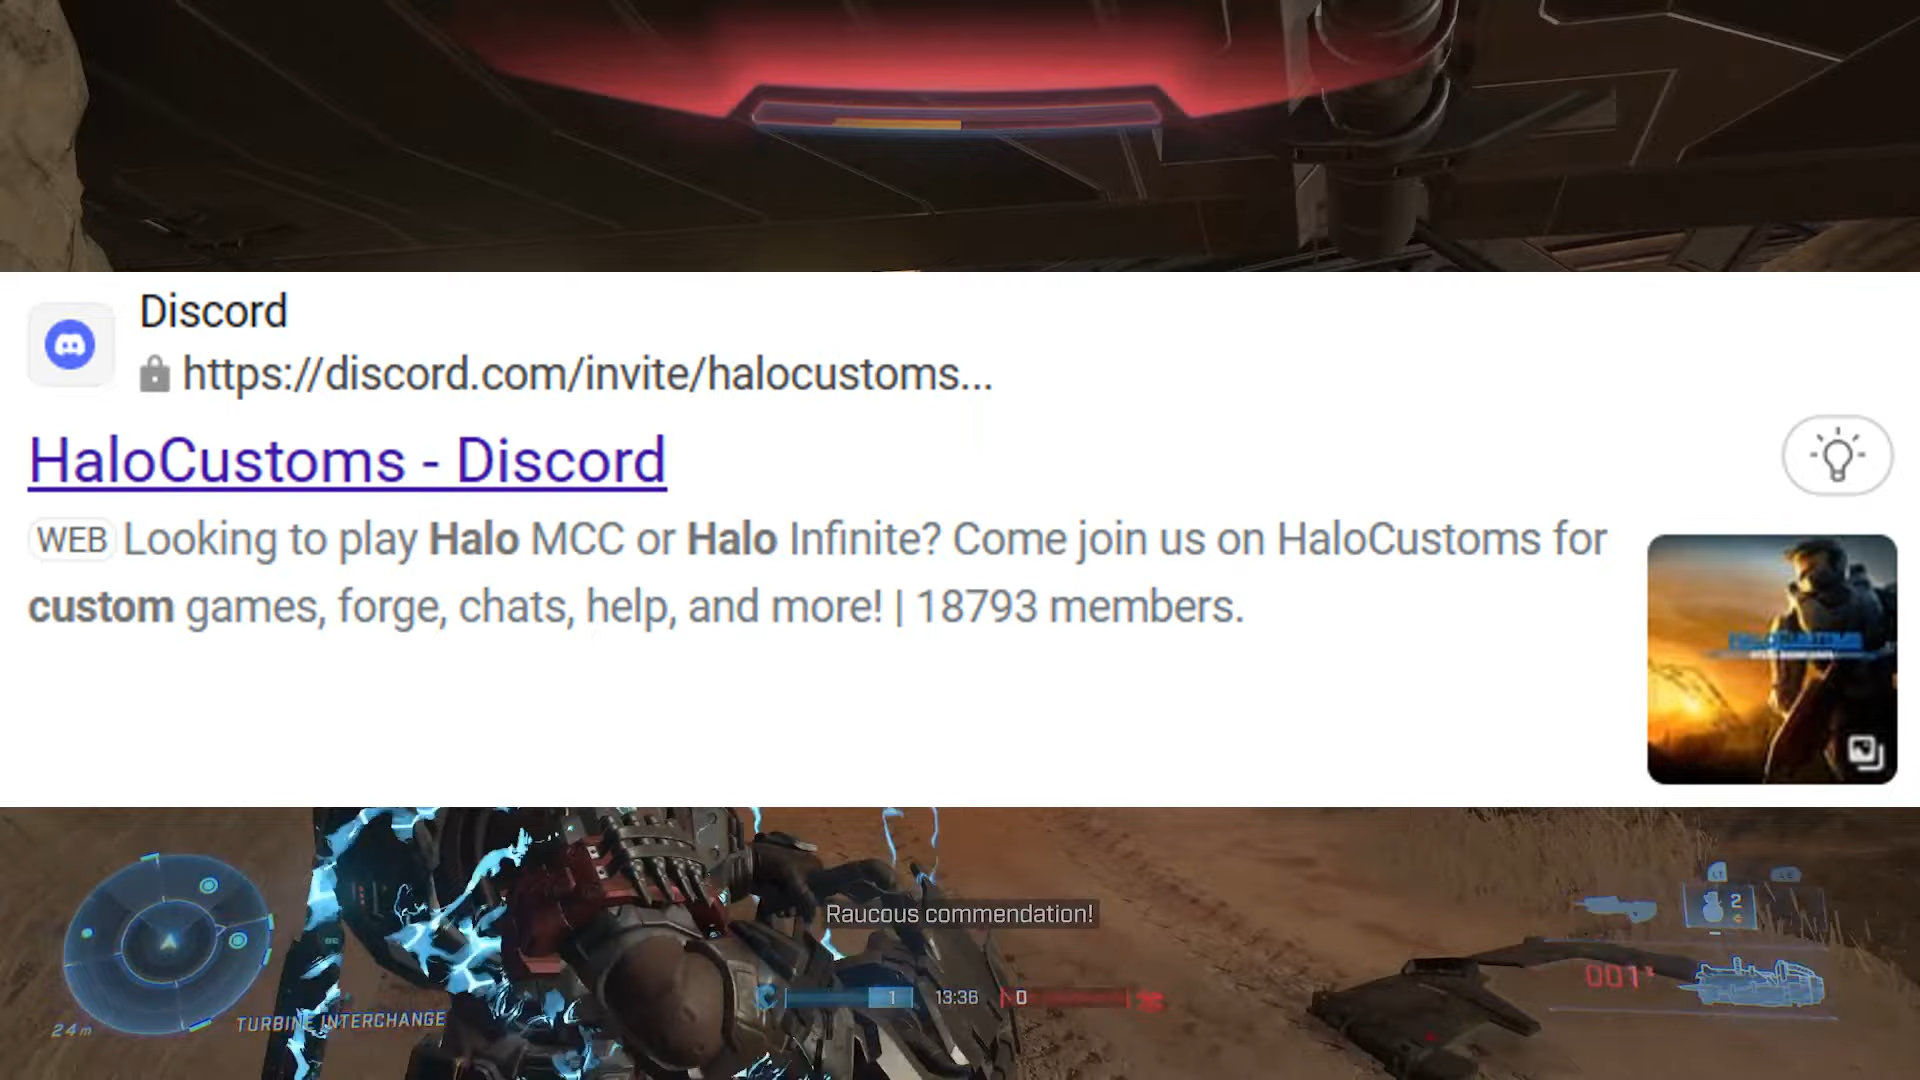 Discord
https://discord.com/invite/halocustoms...
HaloCustoms - Discord
WEB Looking to play Halo MCC or Halo Infinite? Come join us on HaloCustoms for
custom games, forge, chats, help, and more! | 18793 members.
HALOCUSTOMS
Raucous commendation!
2
001
1 13:36 0
TURBINE INTERCHANGE
24m